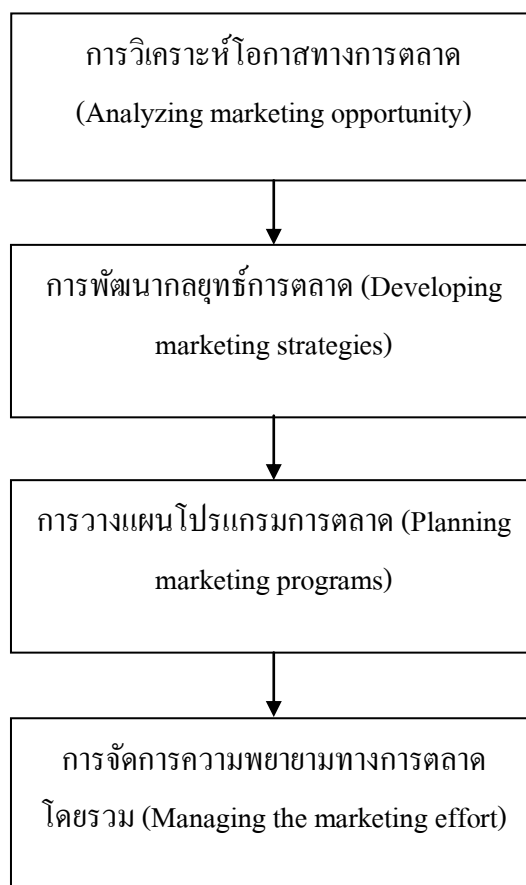 การวิเคราะห์โอกาสทางการตลาด
(Analyzing marketing opportunity)
การพัฒนากลยุทธ์การตลาด (Developing
marketing strategies)
การวางแผนโปรแกรมการตลาด (Planning
marketing programs)
การจัดการความพยายามทางการตลาด
โดยรวม (Managing the marketing effort)